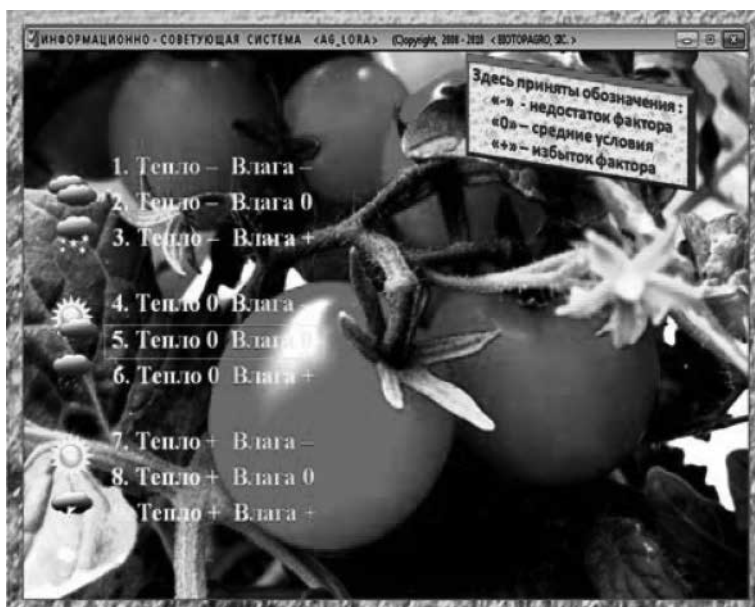 ИНФОРМАЦИОННО - СОВЕТУЮЩАЯ СИСТЕМА <AG_LORA> (Copyright, 2008 - 2010 < BIOTOPAGRO, SIC. >
Здесь приняты обозначения :
«-» - недостаток фактора
«0» – средние условия
«+» – избыток фактора
1. Тепло – Влага –
2. Тепло – Влага 0
3. Тепло – Влага +
4. Тепло 0 Влага
5. Тепло 0 Влага 0
6. Тепло 0 Влага +
7. Тепло + Влага –
8. Тепло + Влага 0
Тепло + Влага +